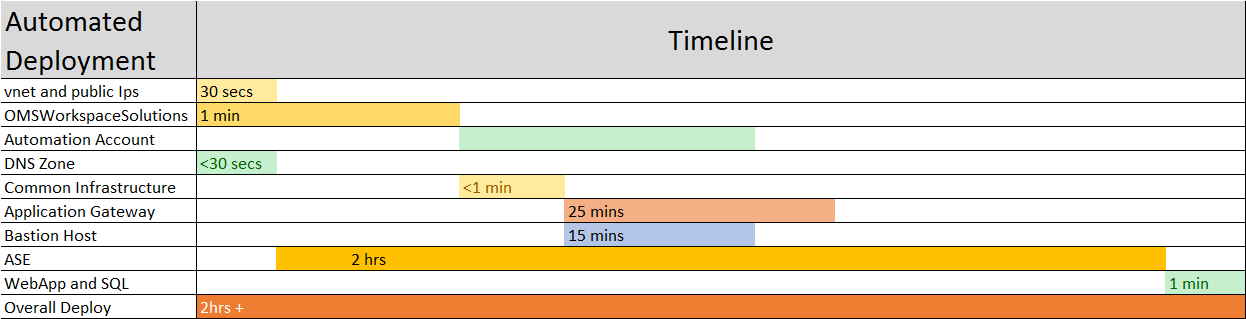 Automated
Deployment
Timeline
vnet and public Ips 30 secs
OMSWorkspaceSolutions 1 min
Automation Account
DNS Zone <30 secs
Common Infrastructure <1 min
Application Gateway 25 mins
Bastion Host 15 mins
ASE 2 hrs
WebApp and SQL 1 min
Overall Deploy 2hrs +